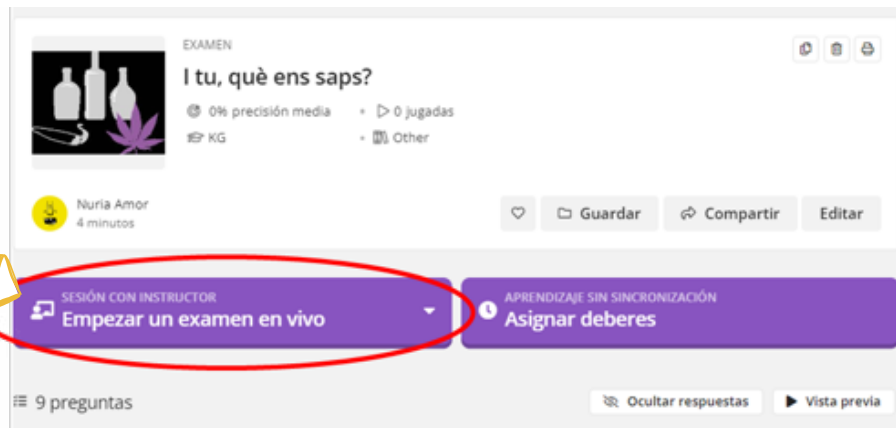 EXAMEN
I tu, què ens saps?
0% precisión media • 0 jugadas
KG • Other
Nuria Amor
4 minutos
Guardar Compartir Editar
SESIÓN CON INSTRUCTOR
Empezar un examen en vivo
APRENDIZAJE SIN SINCRONIZACIÓN
Asignar deberes
9 preguntas
Ocultar respuestas Vista previa